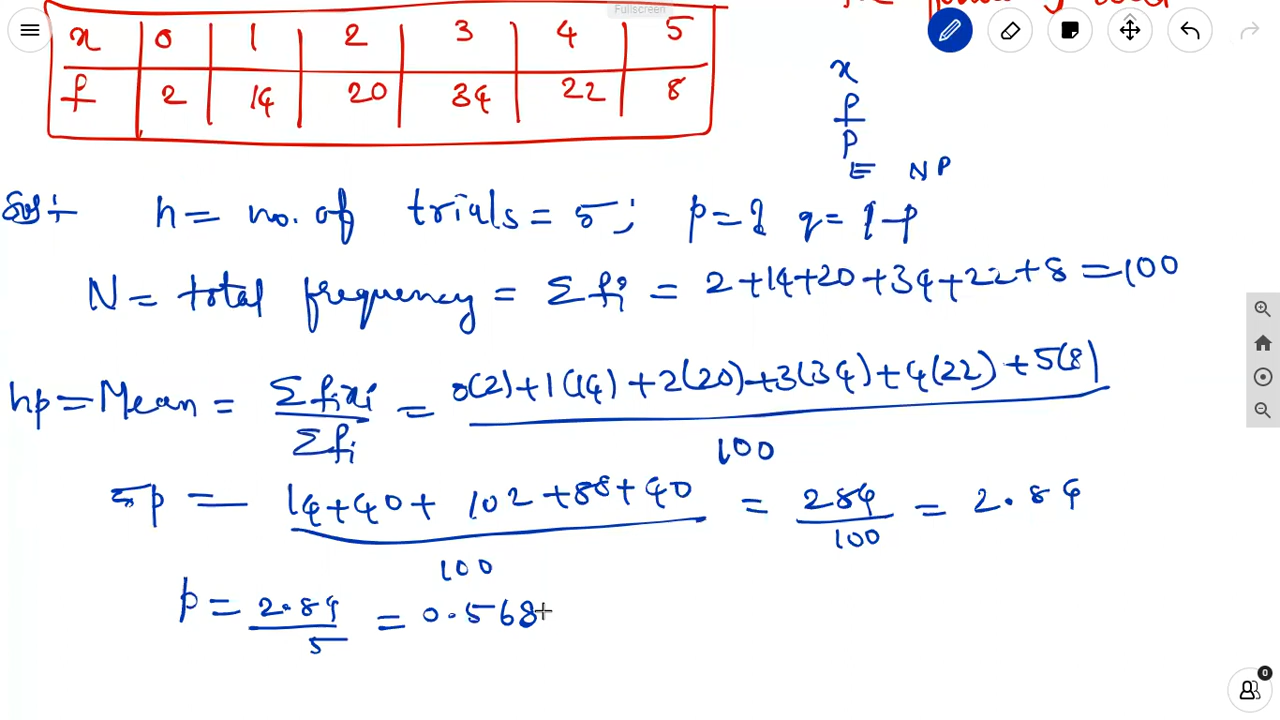 Fullscreen
x 0 1 2 3 4 5
f 2 14 20 34 22 8
x
f
P
E NP
Sol:- n = no. of trials = 5; p = ? q = 1-p
N = total frequency = Σfi = 2+14+20+34+22+8 = 100
np = Mean = Σfixi / Σfi = 0(2)+1(14)+2(20)+3(34)+4(22)+5(8) / 100
5p = 14+40+102+88+40 / 100 = 284 / 100 = 2.84
p = 2.84 / 5 = 0.568
0